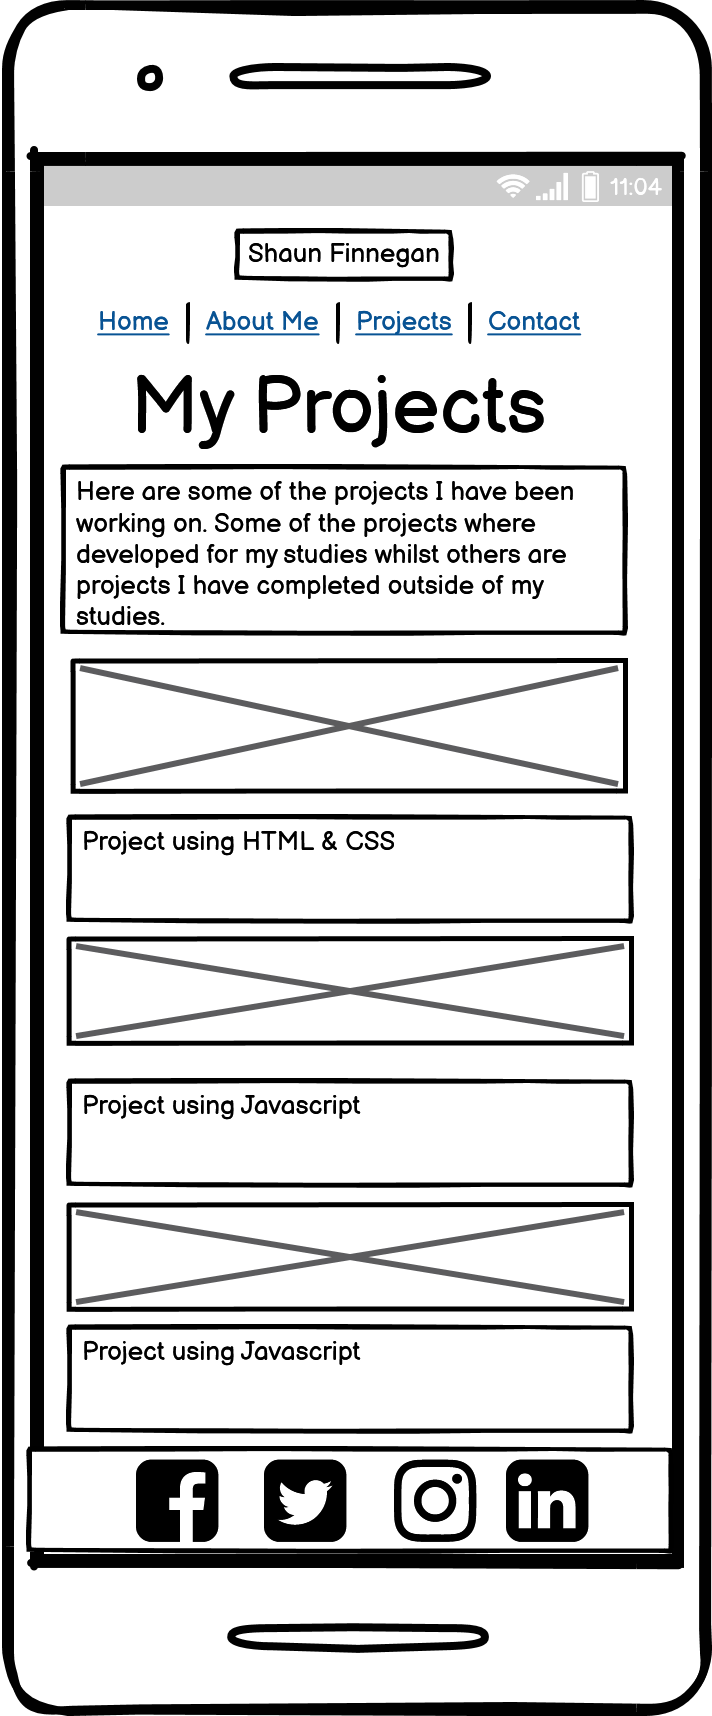 11:04
Shaun Finnegan
Home | About Me | Projects | Contact
My Projects
Here are some of the projects I have been
working on. Some of the projects where
developed for my studies whilst others are
projects I have completed outside of my
studies.
Project using HTML & CSS
Project using Javascript
Project using Javascript